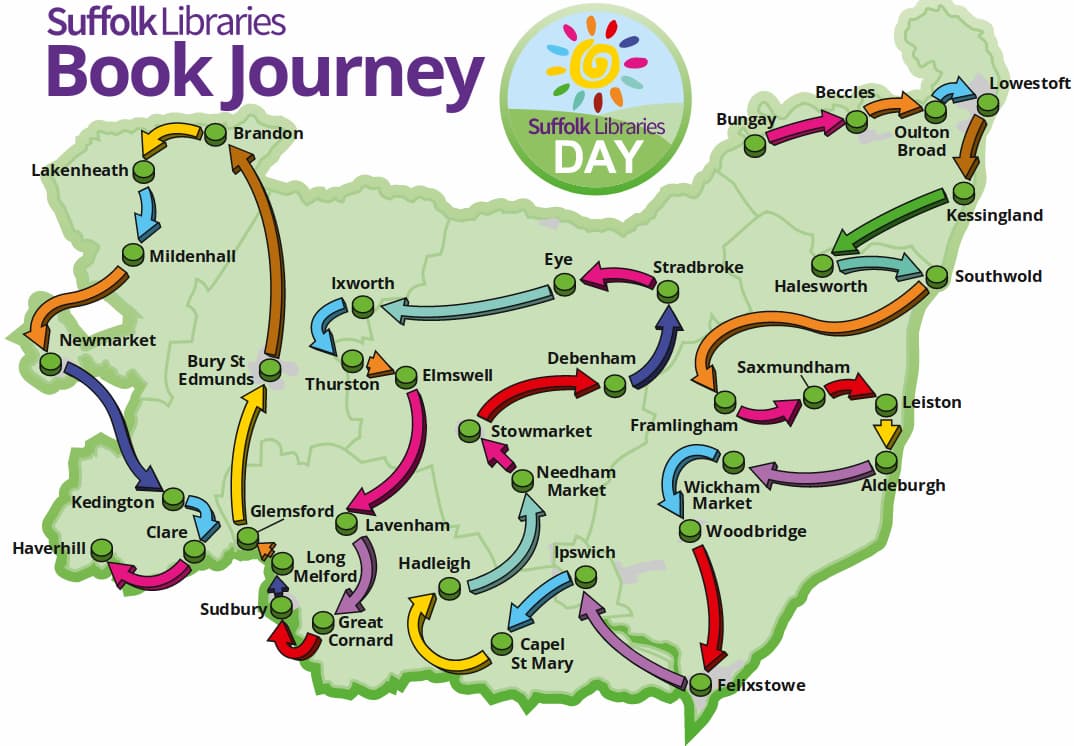 Suffolk Libraries
Book Journey
Suffolk Libraries
DAY
Lowestoft
Beccles
Bungay
Oulton
Broad
Brandon
Lakenheath
Kessingland
Mildenhall
Eye
Stradbroke
Southwold
Halesworth
Ixworth
Newmarket
Bury St
Edmunds
Thurston
Elmswell
Debenham
Saxmundham
Leiston
Framlingham
Stowmarket
Needham
Market
Wickham
Market
Aldeburgh
Kedington
Glemsford
Lavenham
Clare
Woodbridge
Haverhill
Long
Melford
Hadleigh
Ipswich
Sudbury
Great
Cornard
Capel
St Mary
Felixstowe